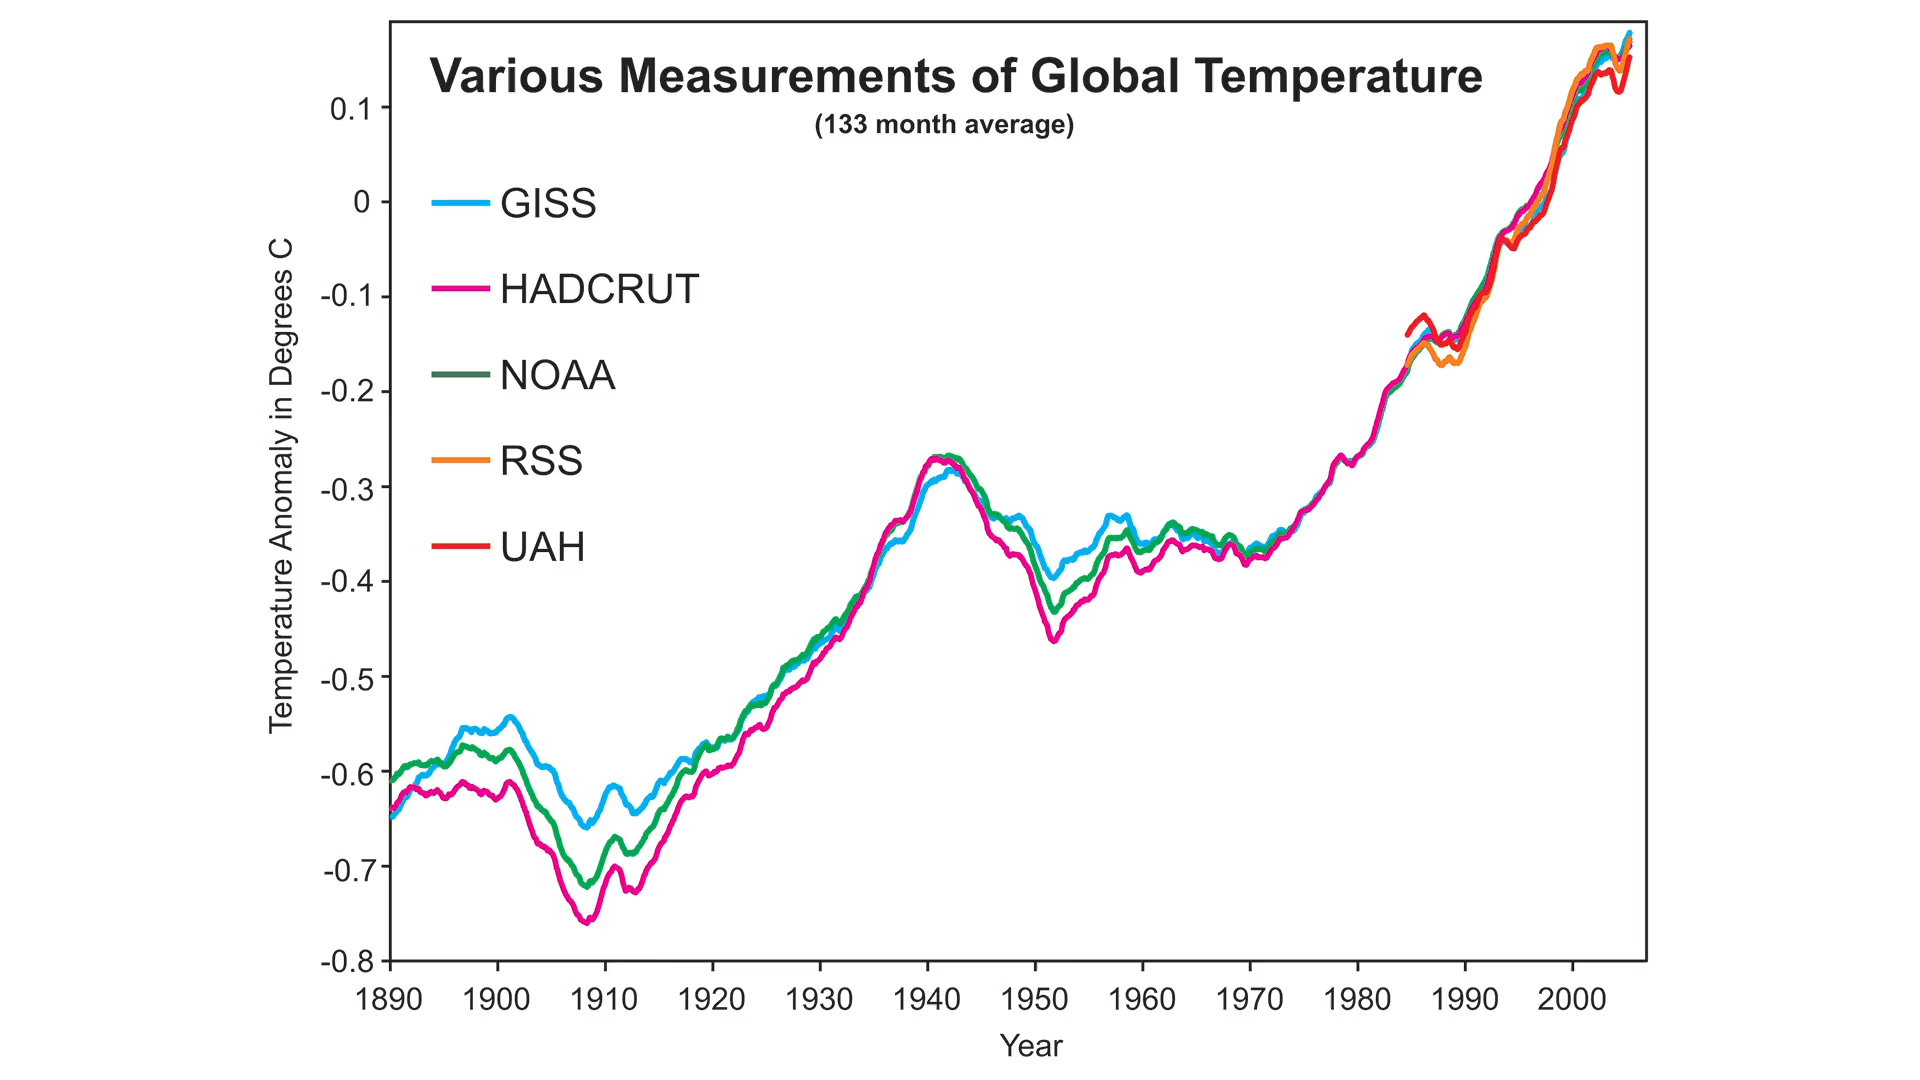 Various Measurements of Global Temperature
(133 month average)
GISS
HADCRUT
NOAA
RSS
UAH
Temperature Anomaly in Degrees C
0.1
0
-0.1
-0.2
-0.3
-0.4
-0.5
-0.6
-0.7
-0.8
1890 1900 1910 1920 1930 1940 1950 1960 1970 1980 1990 2000
Year